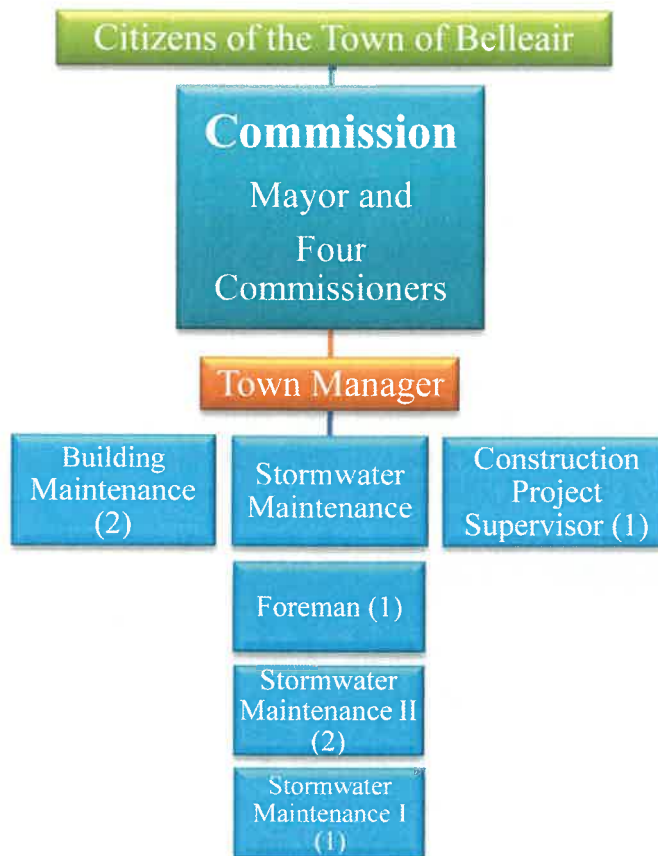 Citizens of the Town of Belleair
Commission
Mayor and
Four
Commissioners
Town Manager
Building
Maintenance
(2)
Stormwater
Maintenance
Construction
Project
Supervisor (1)
Foreman (1)
Stormwater
Maintenance II
(2)
Stormwater
Maintenance I
(1)